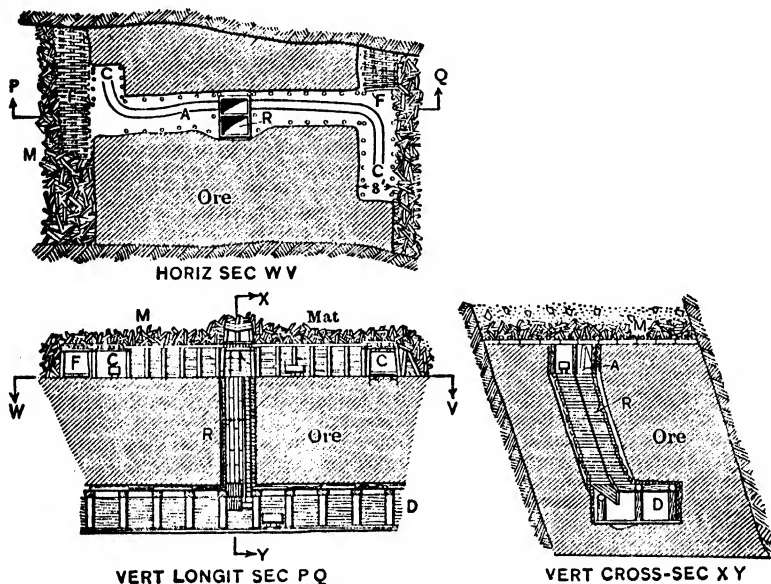 P
Q
C
F
A
R
M
C
8'
Ore
HORIZ SEC WV
X
M
Mat
F
C
C
W
V
R
Ore
D
Y
VERT LONGIT SEC PQ
M
A
R
Ore
D
VERT CROSS-SEC XY